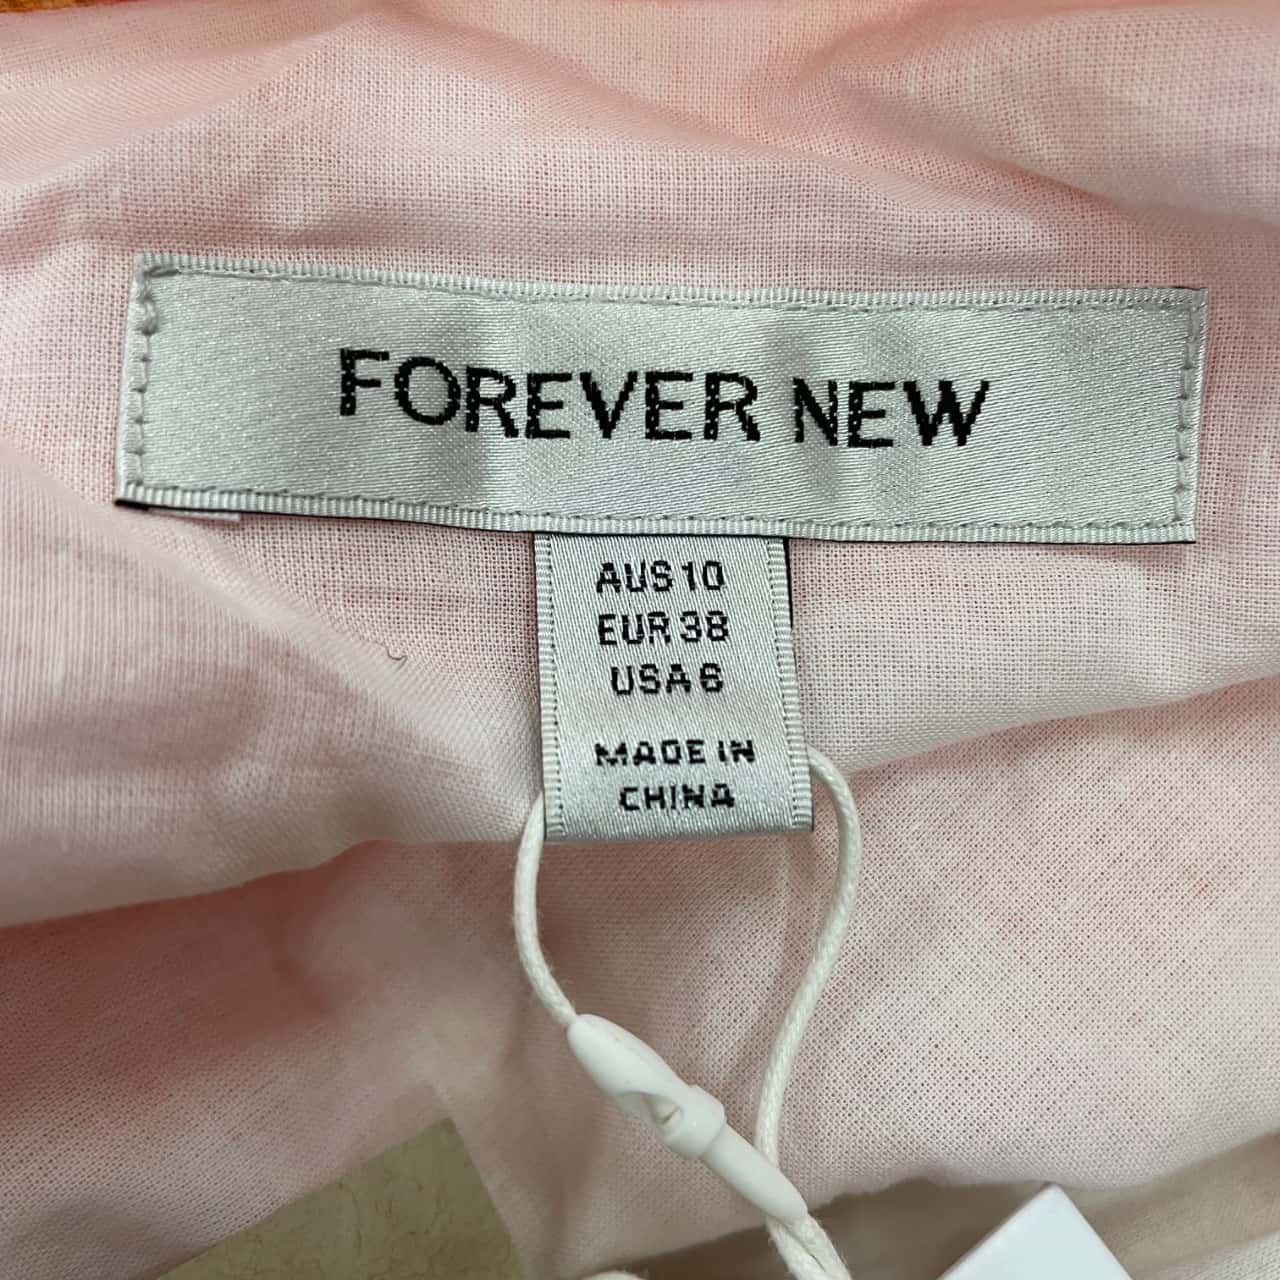 FOREVER NEW
AUS 10
EUR 38
USA 6
MADE IN
CHINA